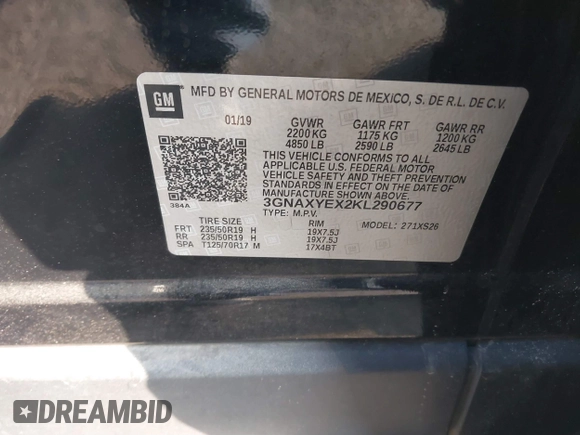 GM
MFD BY GENERAL MOTORS DE MEXICO, S. DE R.L. DE C.V.
01/19 GVWR GAWR FRT GAWR RR
2200 KG 1175 KG 1200 KG
4850 LB 2590 LB 2645 LB
THIS VEHICLE CONFORMS TO ALL
APPLICABLE U.S. FEDERAL MOTOR
VEHICLE SAFETY, BUMPER, AND THEFT
PREVENTION STANDARDS IN EFFECT ON THE DATE OF
MANUFACTURE SHOWN ABOVE.
384A 3GNAXYEX2KL290677
TYPE: M.P.V.
TIRE SIZE RIM MODEL: 271XS26
FRT 235/50R19 H 19X7.5J
RR 235/50R19 H 19X7.5J
SPA T125/70R17 M 17X4BT
DREAMBID